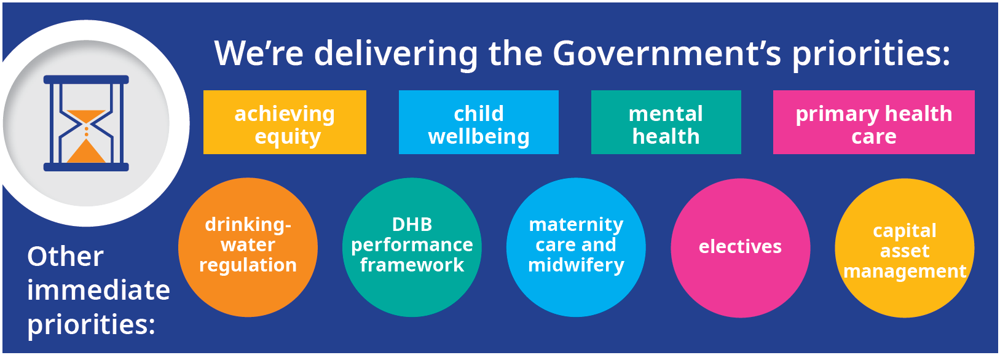 We’re delivering the Government’s priorities:
achieving
equity
child
wellbeing
mental
health
primary health
care
Other
immediate
priorities:
drinking-
water
regulation
DHB
performance
framework
maternity
care and
midwifery
electives
capital
asset
management